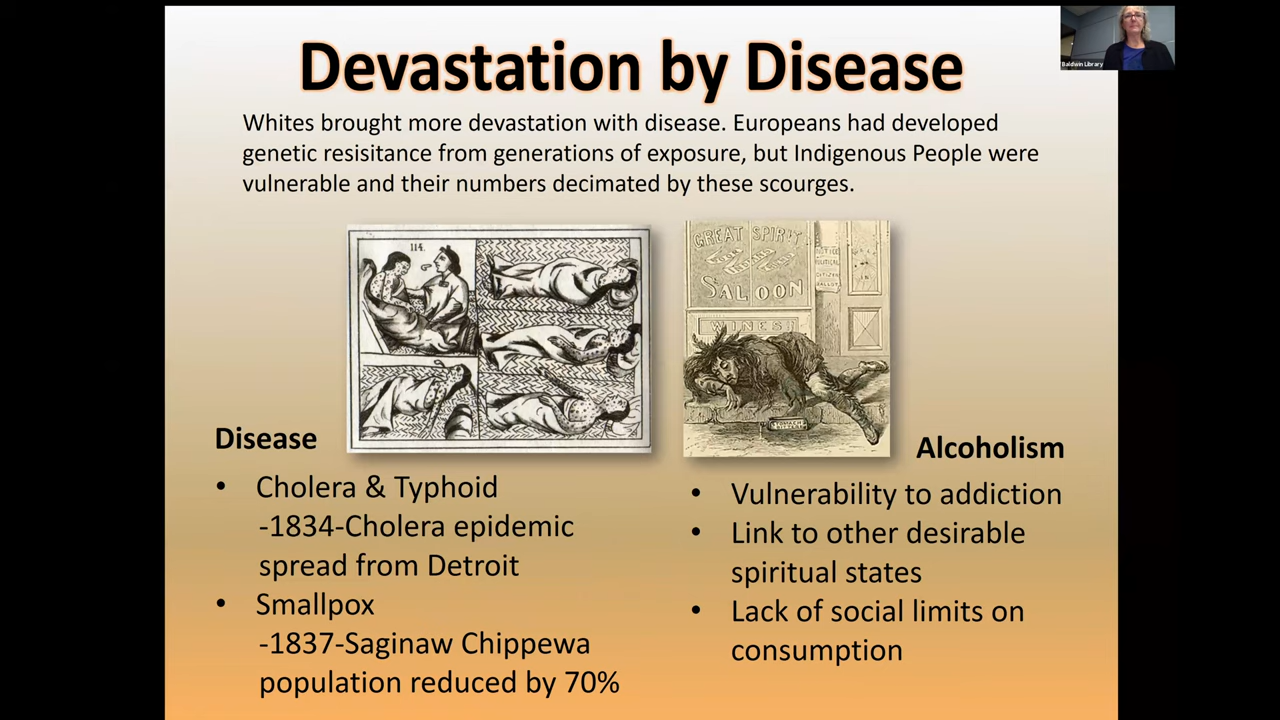 Devastation by Disease
Baldwin Library
Whites brought more devastation with disease. Europeans had developed
genetic resisitance from generations of exposure, but Indigenous People were
vulnerable and their numbers decimated by these scourges.
114.
GREAT SPIRIT
SALOON
WINES
Disease
• Cholera & Typhoid
-1834-Cholera epidemic
spread from Detroit
• Smallpox
-1837-Saginaw Chippewa
population reduced by 70%
Alcoholism
• Vulnerability to addiction
• Link to other desirable
spiritual states
• Lack of social limits on
consumption